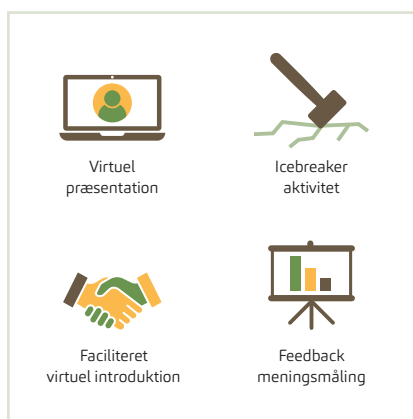 Virtuel
præsentation
Icebreaker
aktivitet
Faciliteret
virtuel introduktion
Feedback
meningsmåling